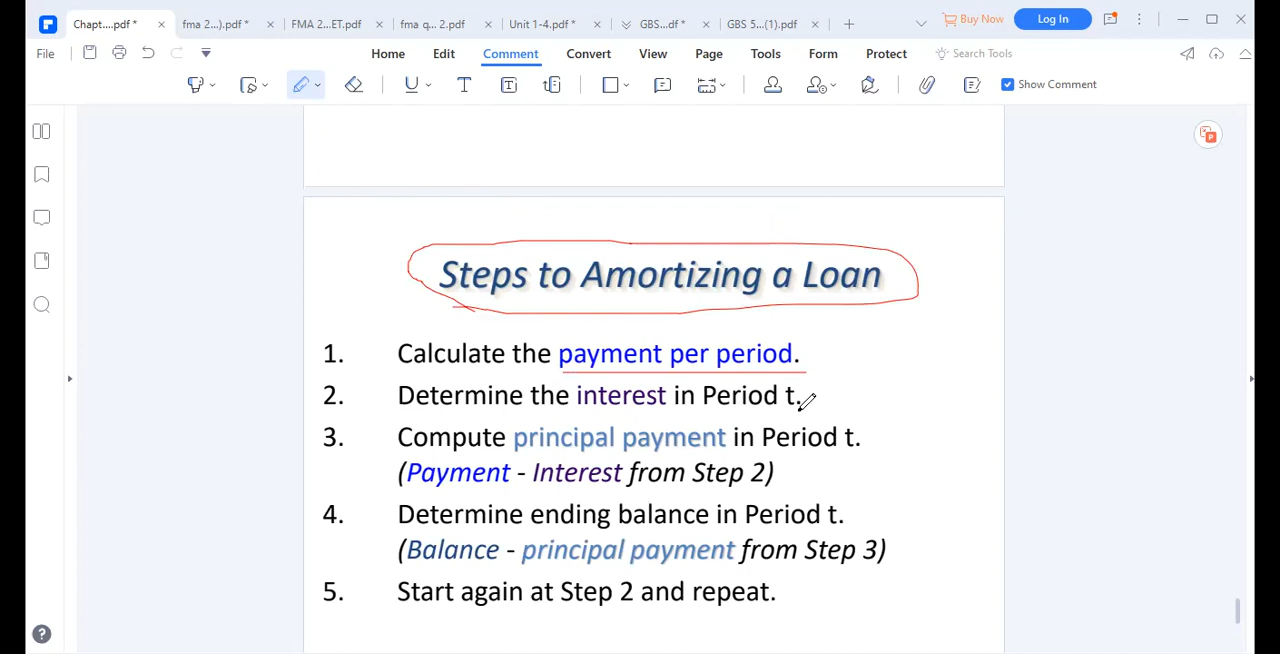 Chapt....pdf *
fma 2...).pdf *
FMA 2...ET.pdf
fma q... 2.pdf
Unit 1-4.pdf *
GBS...df *
GBS 5...(1).pdf
Buy Now
Log In
File
Home
Edit
Comment
Convert
View
Page
Tools
Form
Protect
Search Tools
Show Comment
Steps to Amortizing a Loan
1. Calculate the payment per period.
2. Determine the interest in Period t.
3. Compute principal payment in Period t.
(Payment - Interest from Step 2)
4. Determine ending balance in Period t.
(Balance - principal payment from Step 3)
5. Start again at Step 2 and repeat.